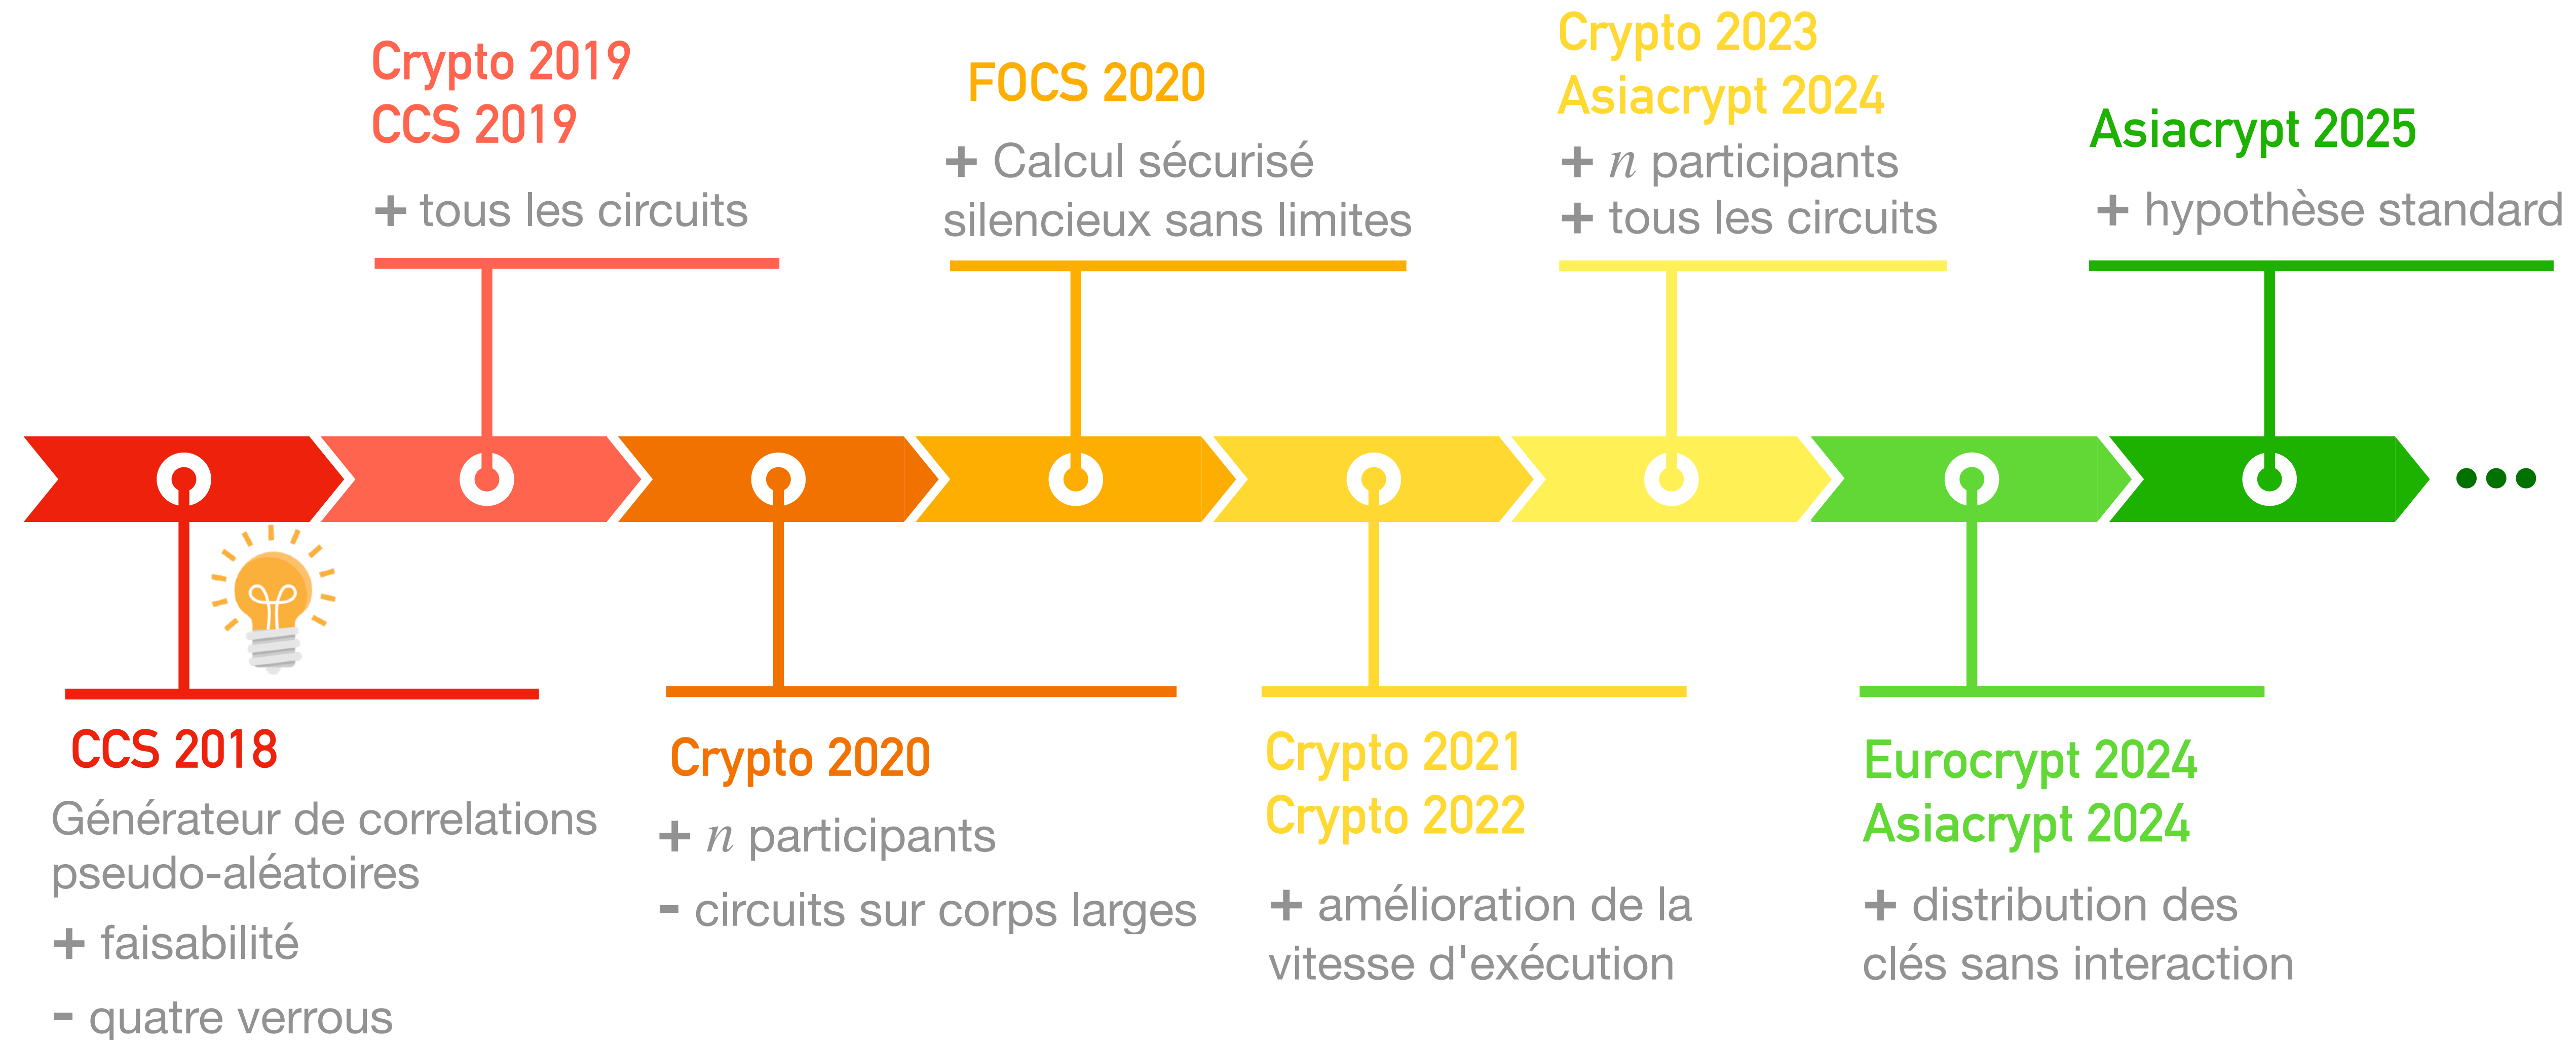 CCS 2018
Générateur de correlations
pseudo-aléatoires
+ faisabilité
- quatre verrous
Crypto 2019
CCS 2019
+ tous les circuits
Crypto 2020
+ n participants
- circuits sur corps larges
FOCS 2020
+ Calcul sécurisé
silencieux sans limites
Crypto 2021
Crypto 2022
+ amélioration de la
vitesse d'exécution
Crypto 2023
Asiacrypt 2024
+ n participants
+ tous les circuits
Eurocrypt 2024
Asiacrypt 2024
+ distribution des
clés sans interaction
Asiacrypt 2025
+ hypothèse standard